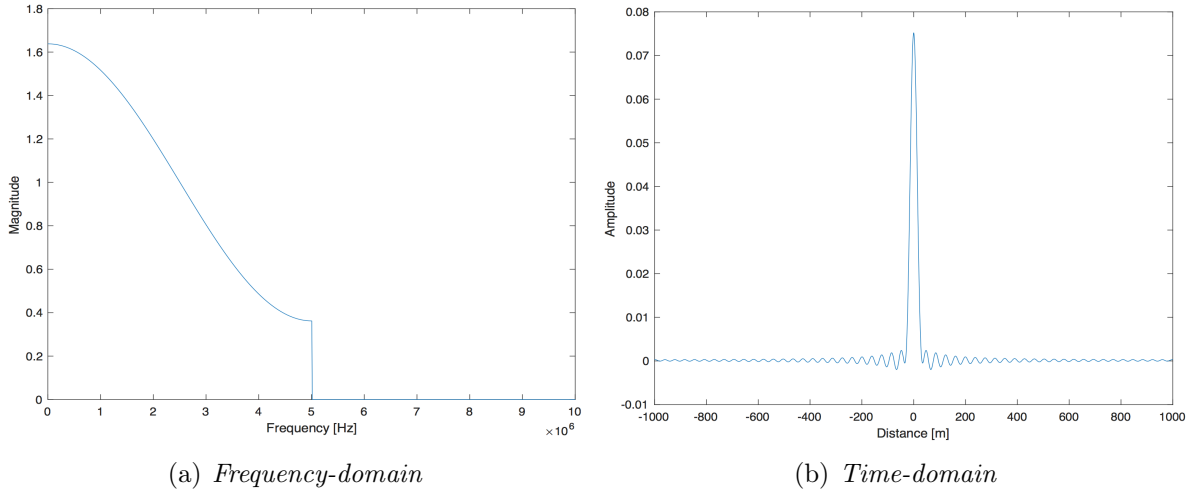 1.8
1.6
1.4
1.2
1
0.8
0.6
0.4
0.2
0
Magnitude
0 1 2 3 4 5 6 7 8 9 10
Frequency [Hz]
×10⁶
(a) Frequency-domain
0.08
0.07
0.06
0.05
0.04
0.03
0.02
0.01
0
-0.01
Amplitude
-1000 -800 -600 -400 -200 0 200 400 600 800 1000
Distance [m]
(b) Time-domain